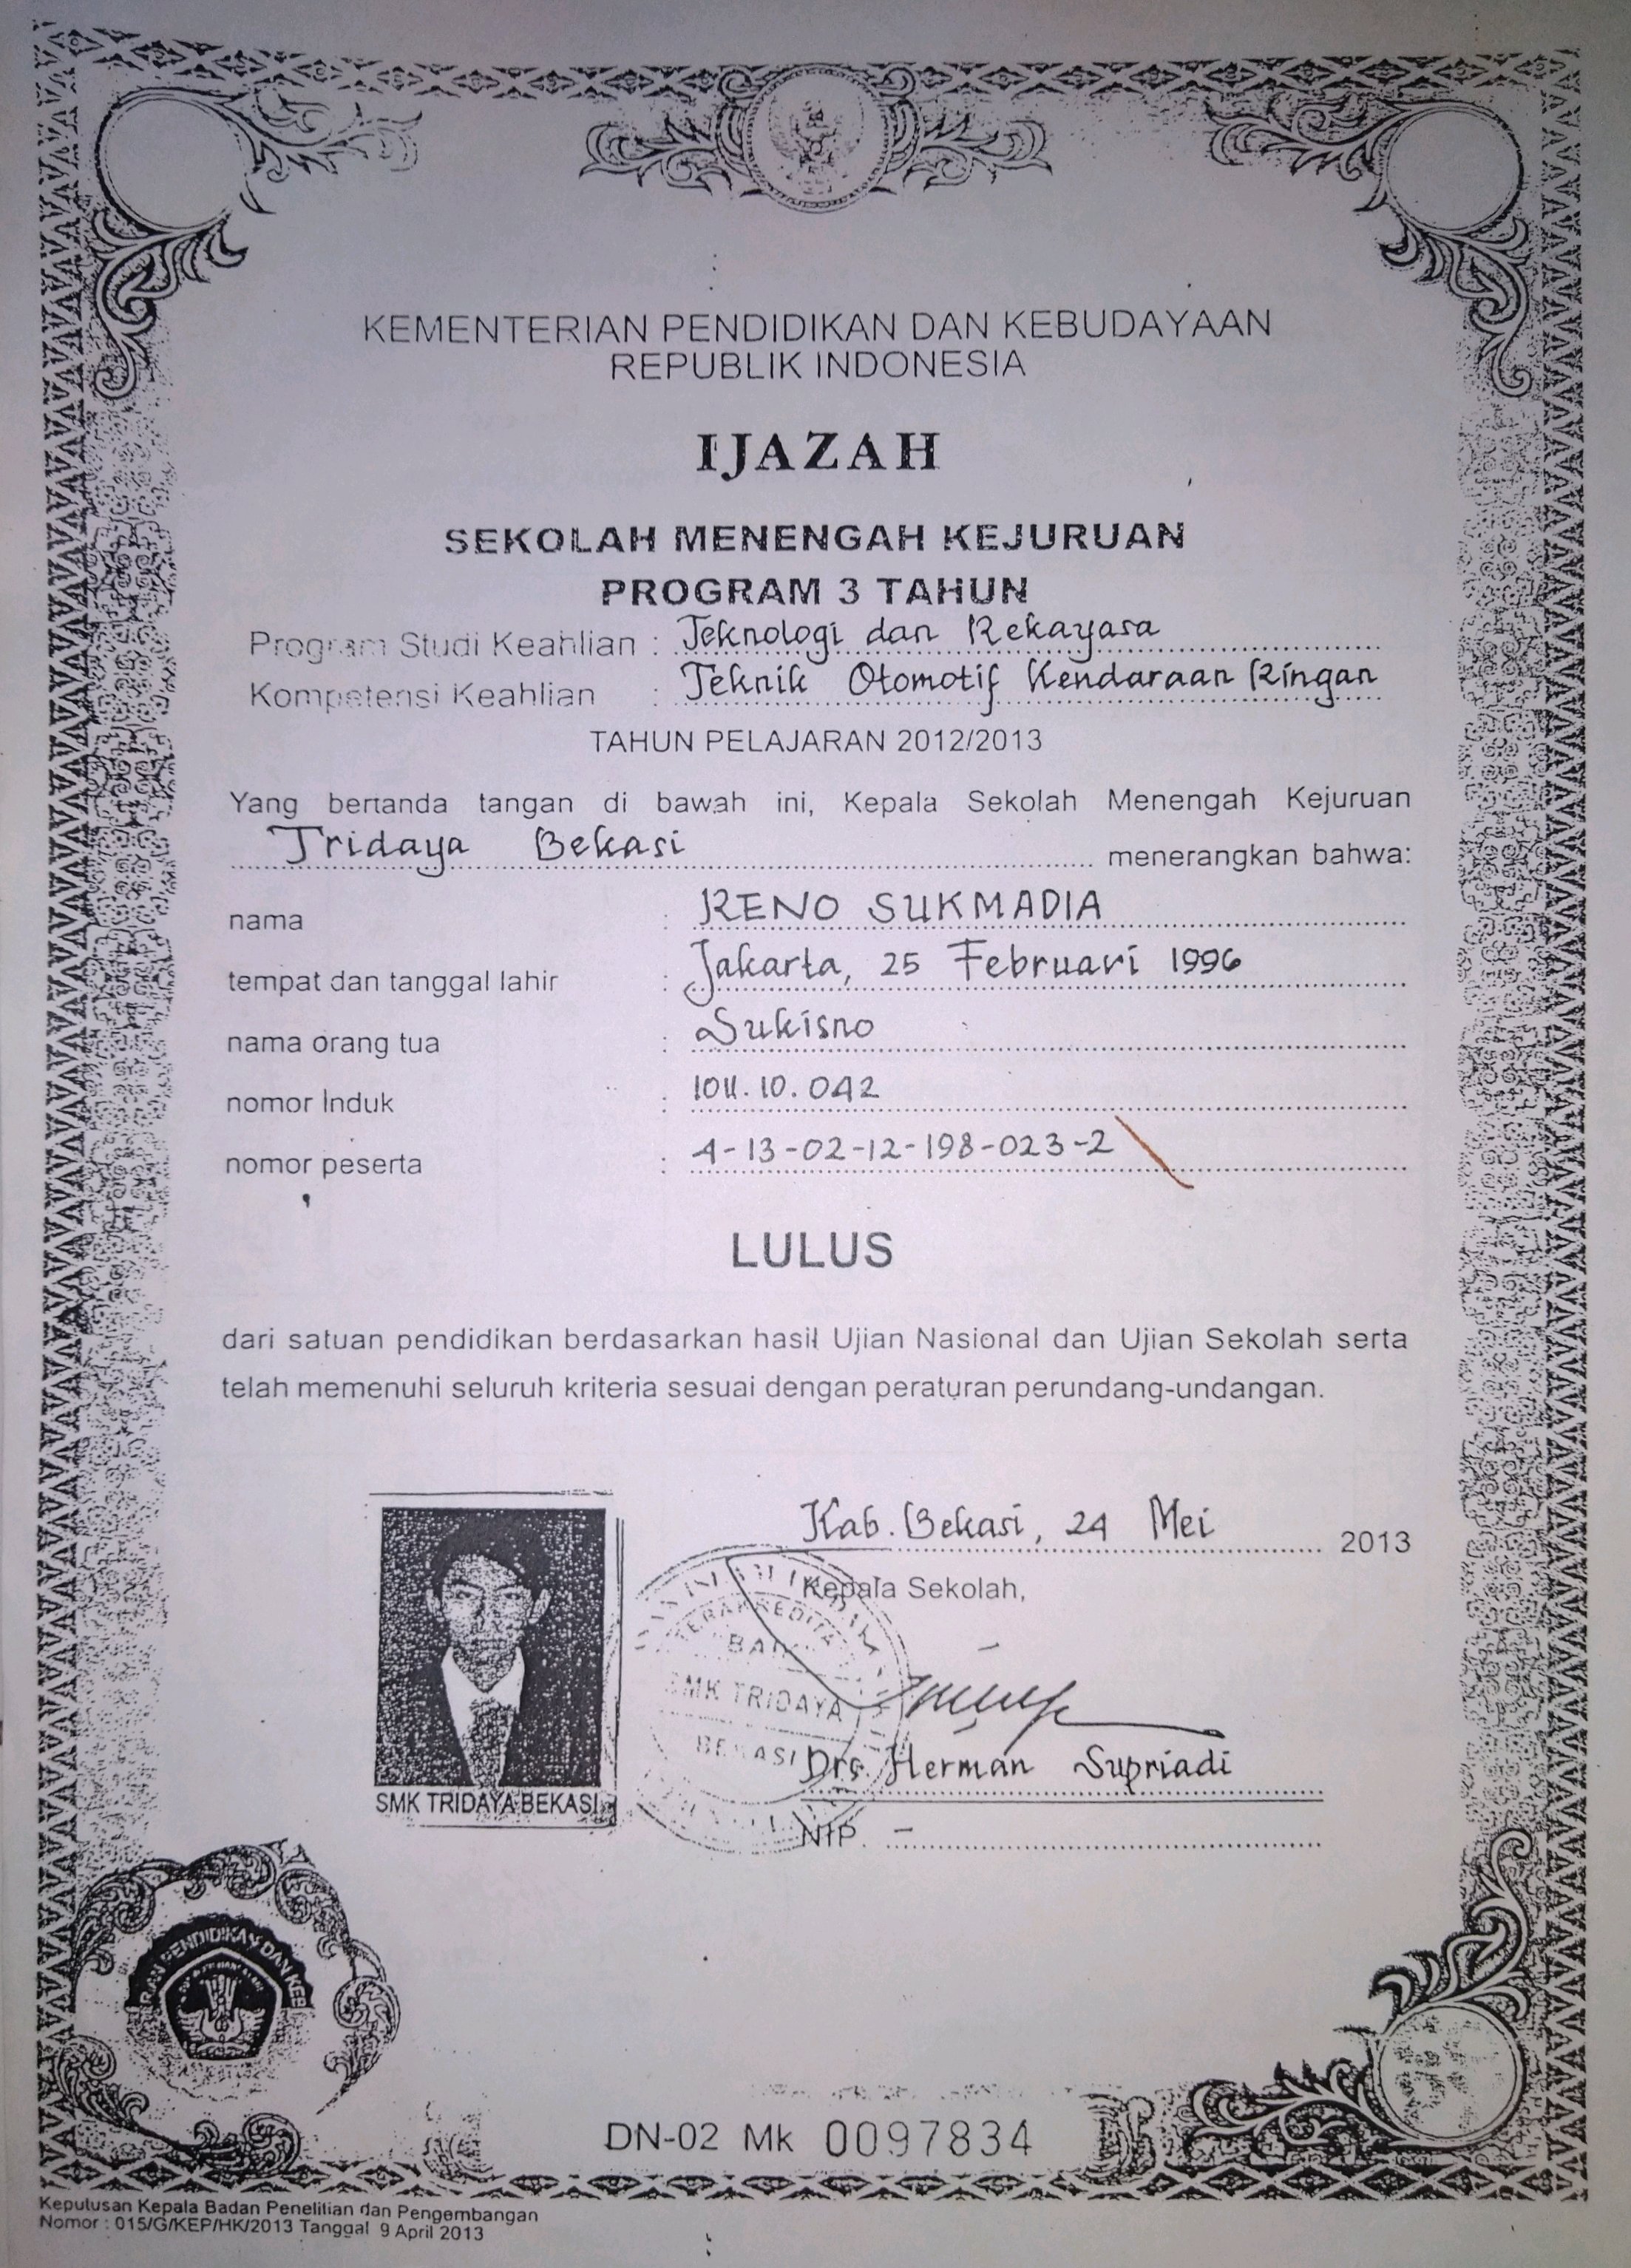 KEMENTERIAN PENDIDIKAN DAN KEBUDAYAAN
REPUBLIK INDONESIA
IJAZAH
SEKOLAH MENENGAH KEJURUAN
PROGRAM 3 TAHUN
Program Studi Keahlian : Teknologi dan Rekayasa
Kompetensi Keahlian : Teknik Otomotif Kendaraan Ringan
TAHUN PELAJARAN 2012/2013
Yang bertanda tangan di bawah ini, Kepala Sekolah Menengah Kejuruan
Tridaya Bekasi menerangkan bahwa:
nama : RENO SUKMADIA
tempat dan tanggal lahir : Jakarta, 25 Februari 1996
nama orang tua : Sukisno
nomor Induk : 1011.10.042
nomor peserta : 4-13-02-12-198-023-2
LULUS
dari satuan pendidikan berdasarkan hasil Ujian Nasional dan Ujian Sekolah serta
telah memenuhi seluruh kriteria sesuai dengan peraturan perundang-undangan.
Kab. Bekasi, 24 Mei 2013
Kepala Sekolah,
SMK TRIDAYA
BEKASI
Drs. Herman Supriadi
SMK TRIDAYA BEKASI
NIP. -
PENDIDIKAN DAN KEB
DN-02 Mk 0097834
Keputusan Kepala Badan Penelitian dan Pengembangan
Nomor : 015/G/KEP/HK/2013 Tanggal 9 April 2013